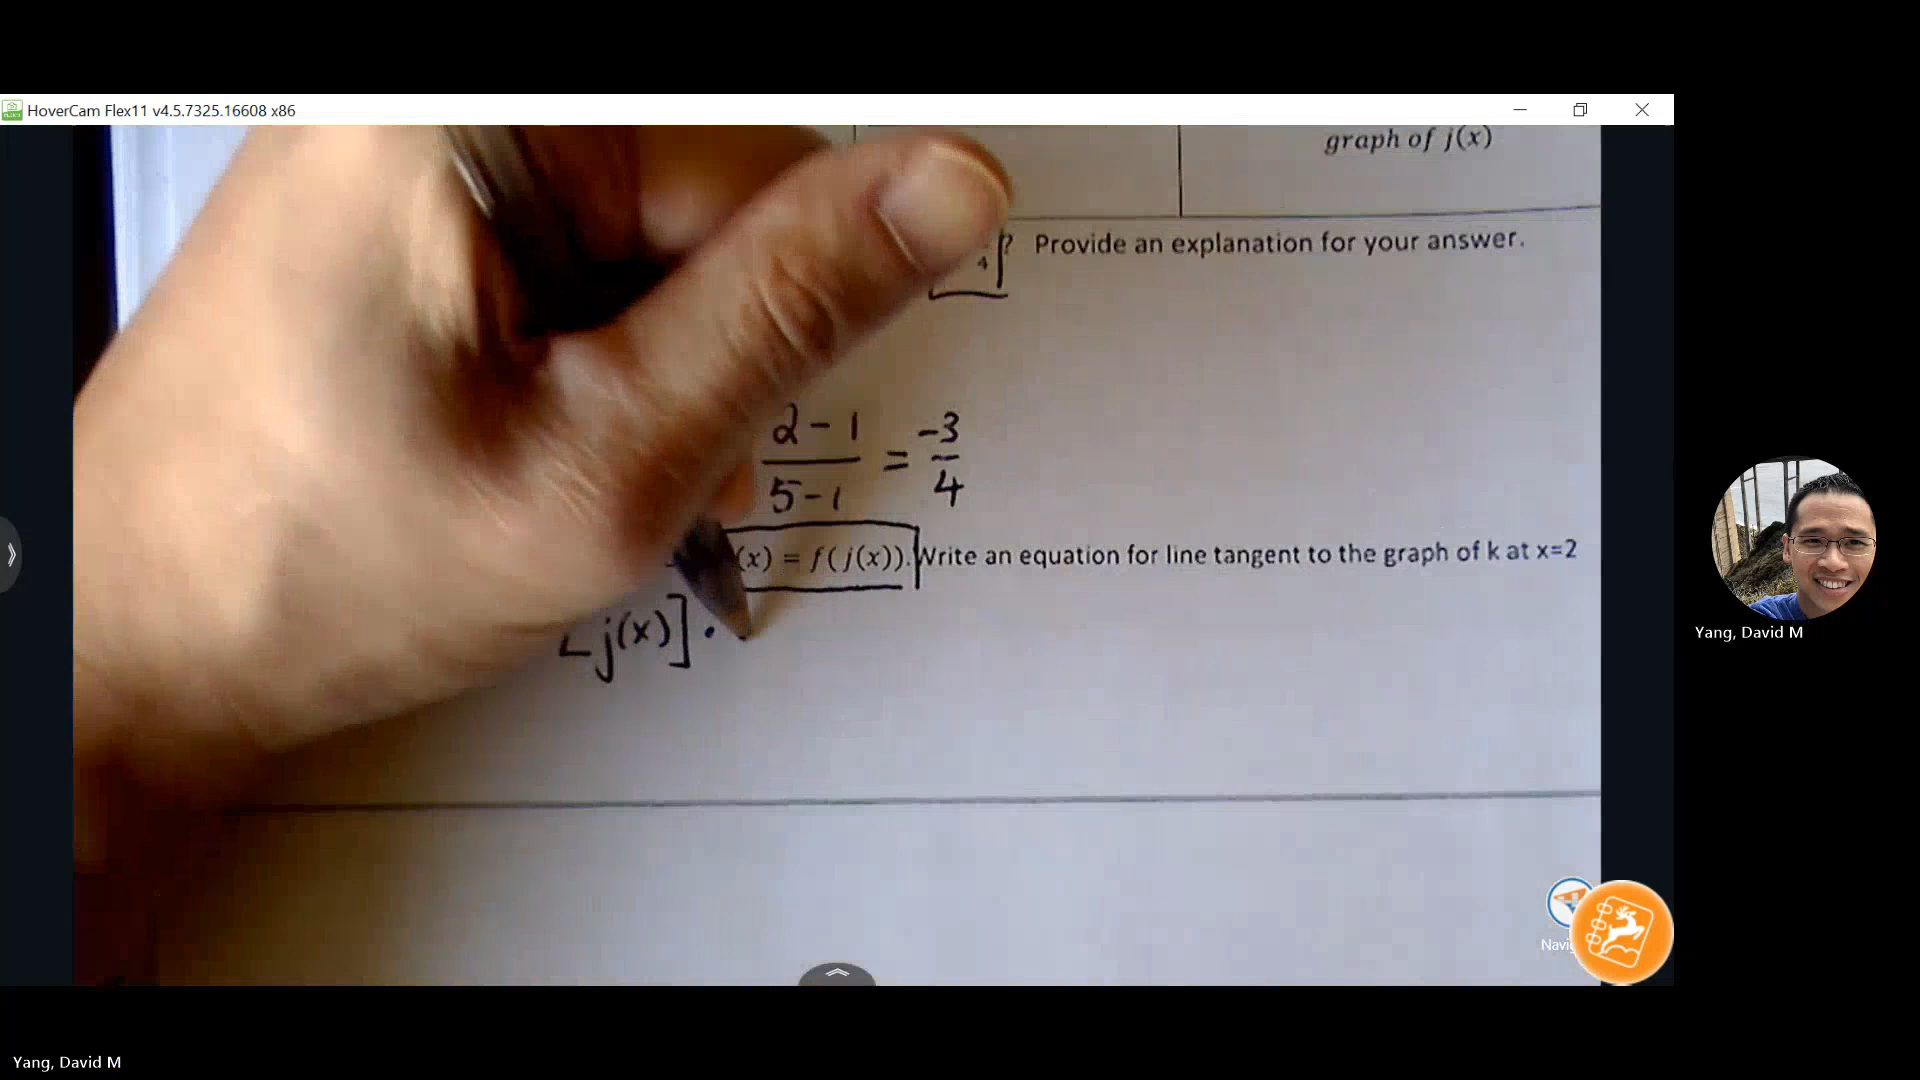 HoverCam Flex11 v4.5.7325.16608 x86
graph of j(x)
4 ? Provide an explanation for your answer.
2 - 1 / 5 - 1 = -3 / 4
(x) = f(j(x)). Write an equation for line tangent to the graph of k at x=2
[j(x)] ·
Yang, David M
Yang, David M